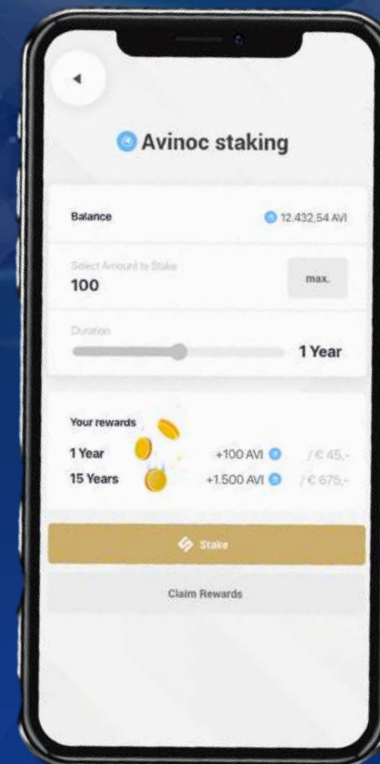 Avinoc staking
Balance 12.432,54 AVI
Select Amount to Stake
100 max.
Duration
1 Year
Your rewards
1 Year +100 AVI / € 45,-
15 Years +1.500 AVI / € 675,-
Stake
Claim Rewards